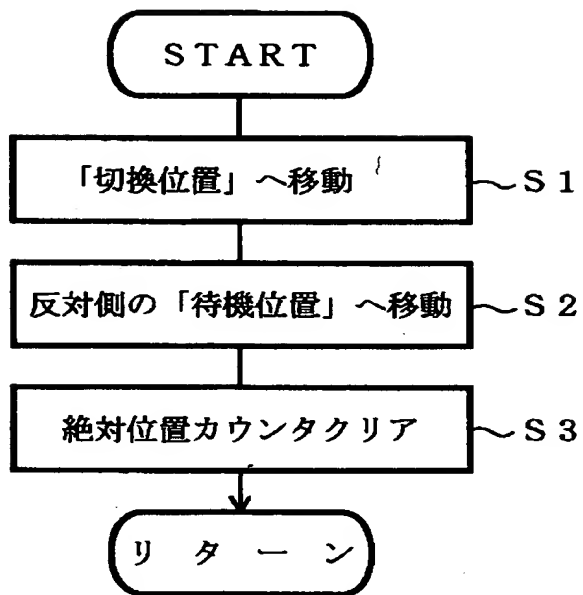 START
「切換位置」へ移動
S1
反対側の「待機位置」へ移動
S2
絶対位置カウンタクリア
S3
リターン